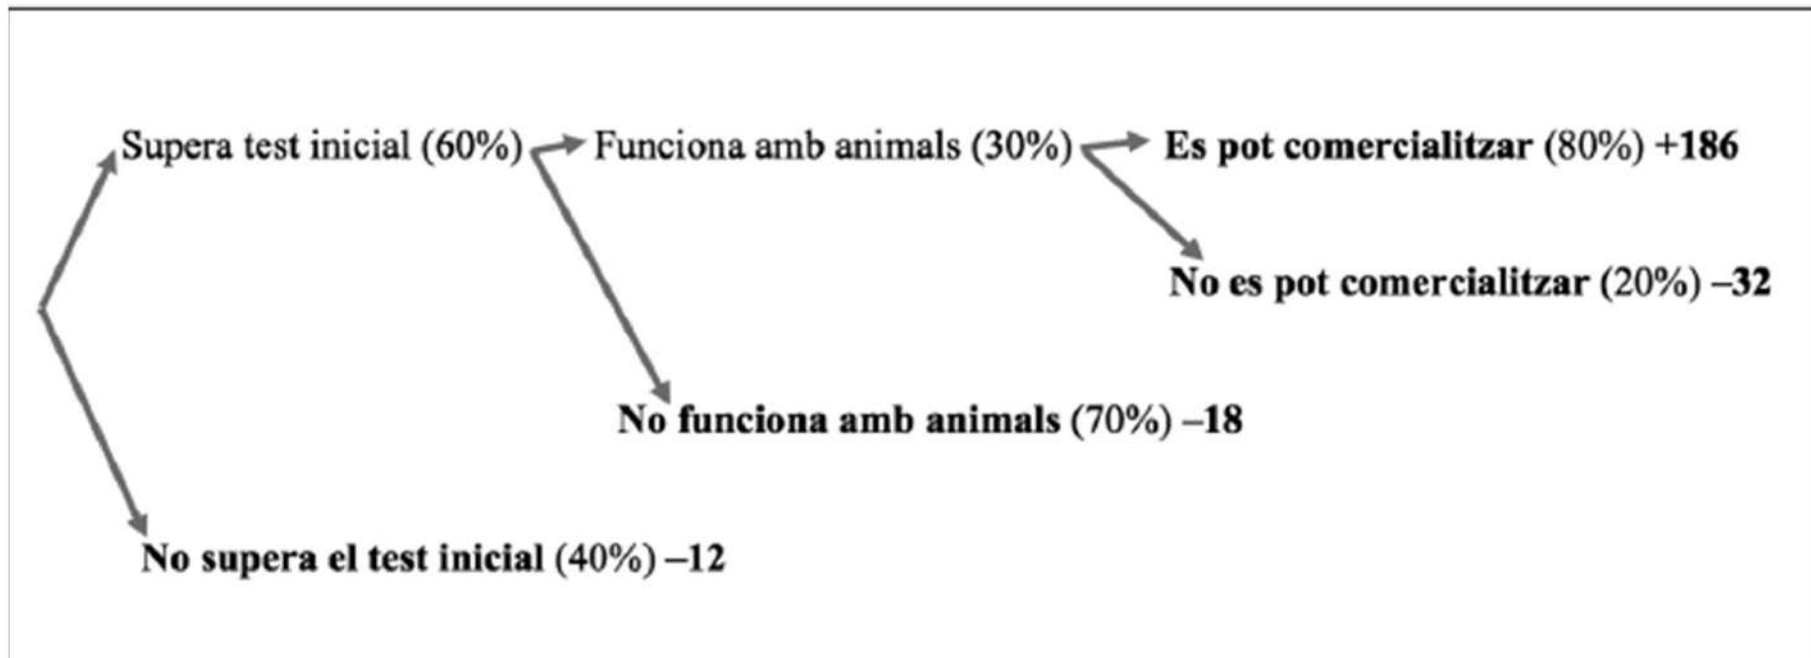 Supera test inicial (60%) Funciona amb animals (30%) Es pot comercialitzar (80%) +186
No es pot comercialitzar (20%) –32
No funciona amb animals (70%) –18
No supera el test inicial (40%) –12